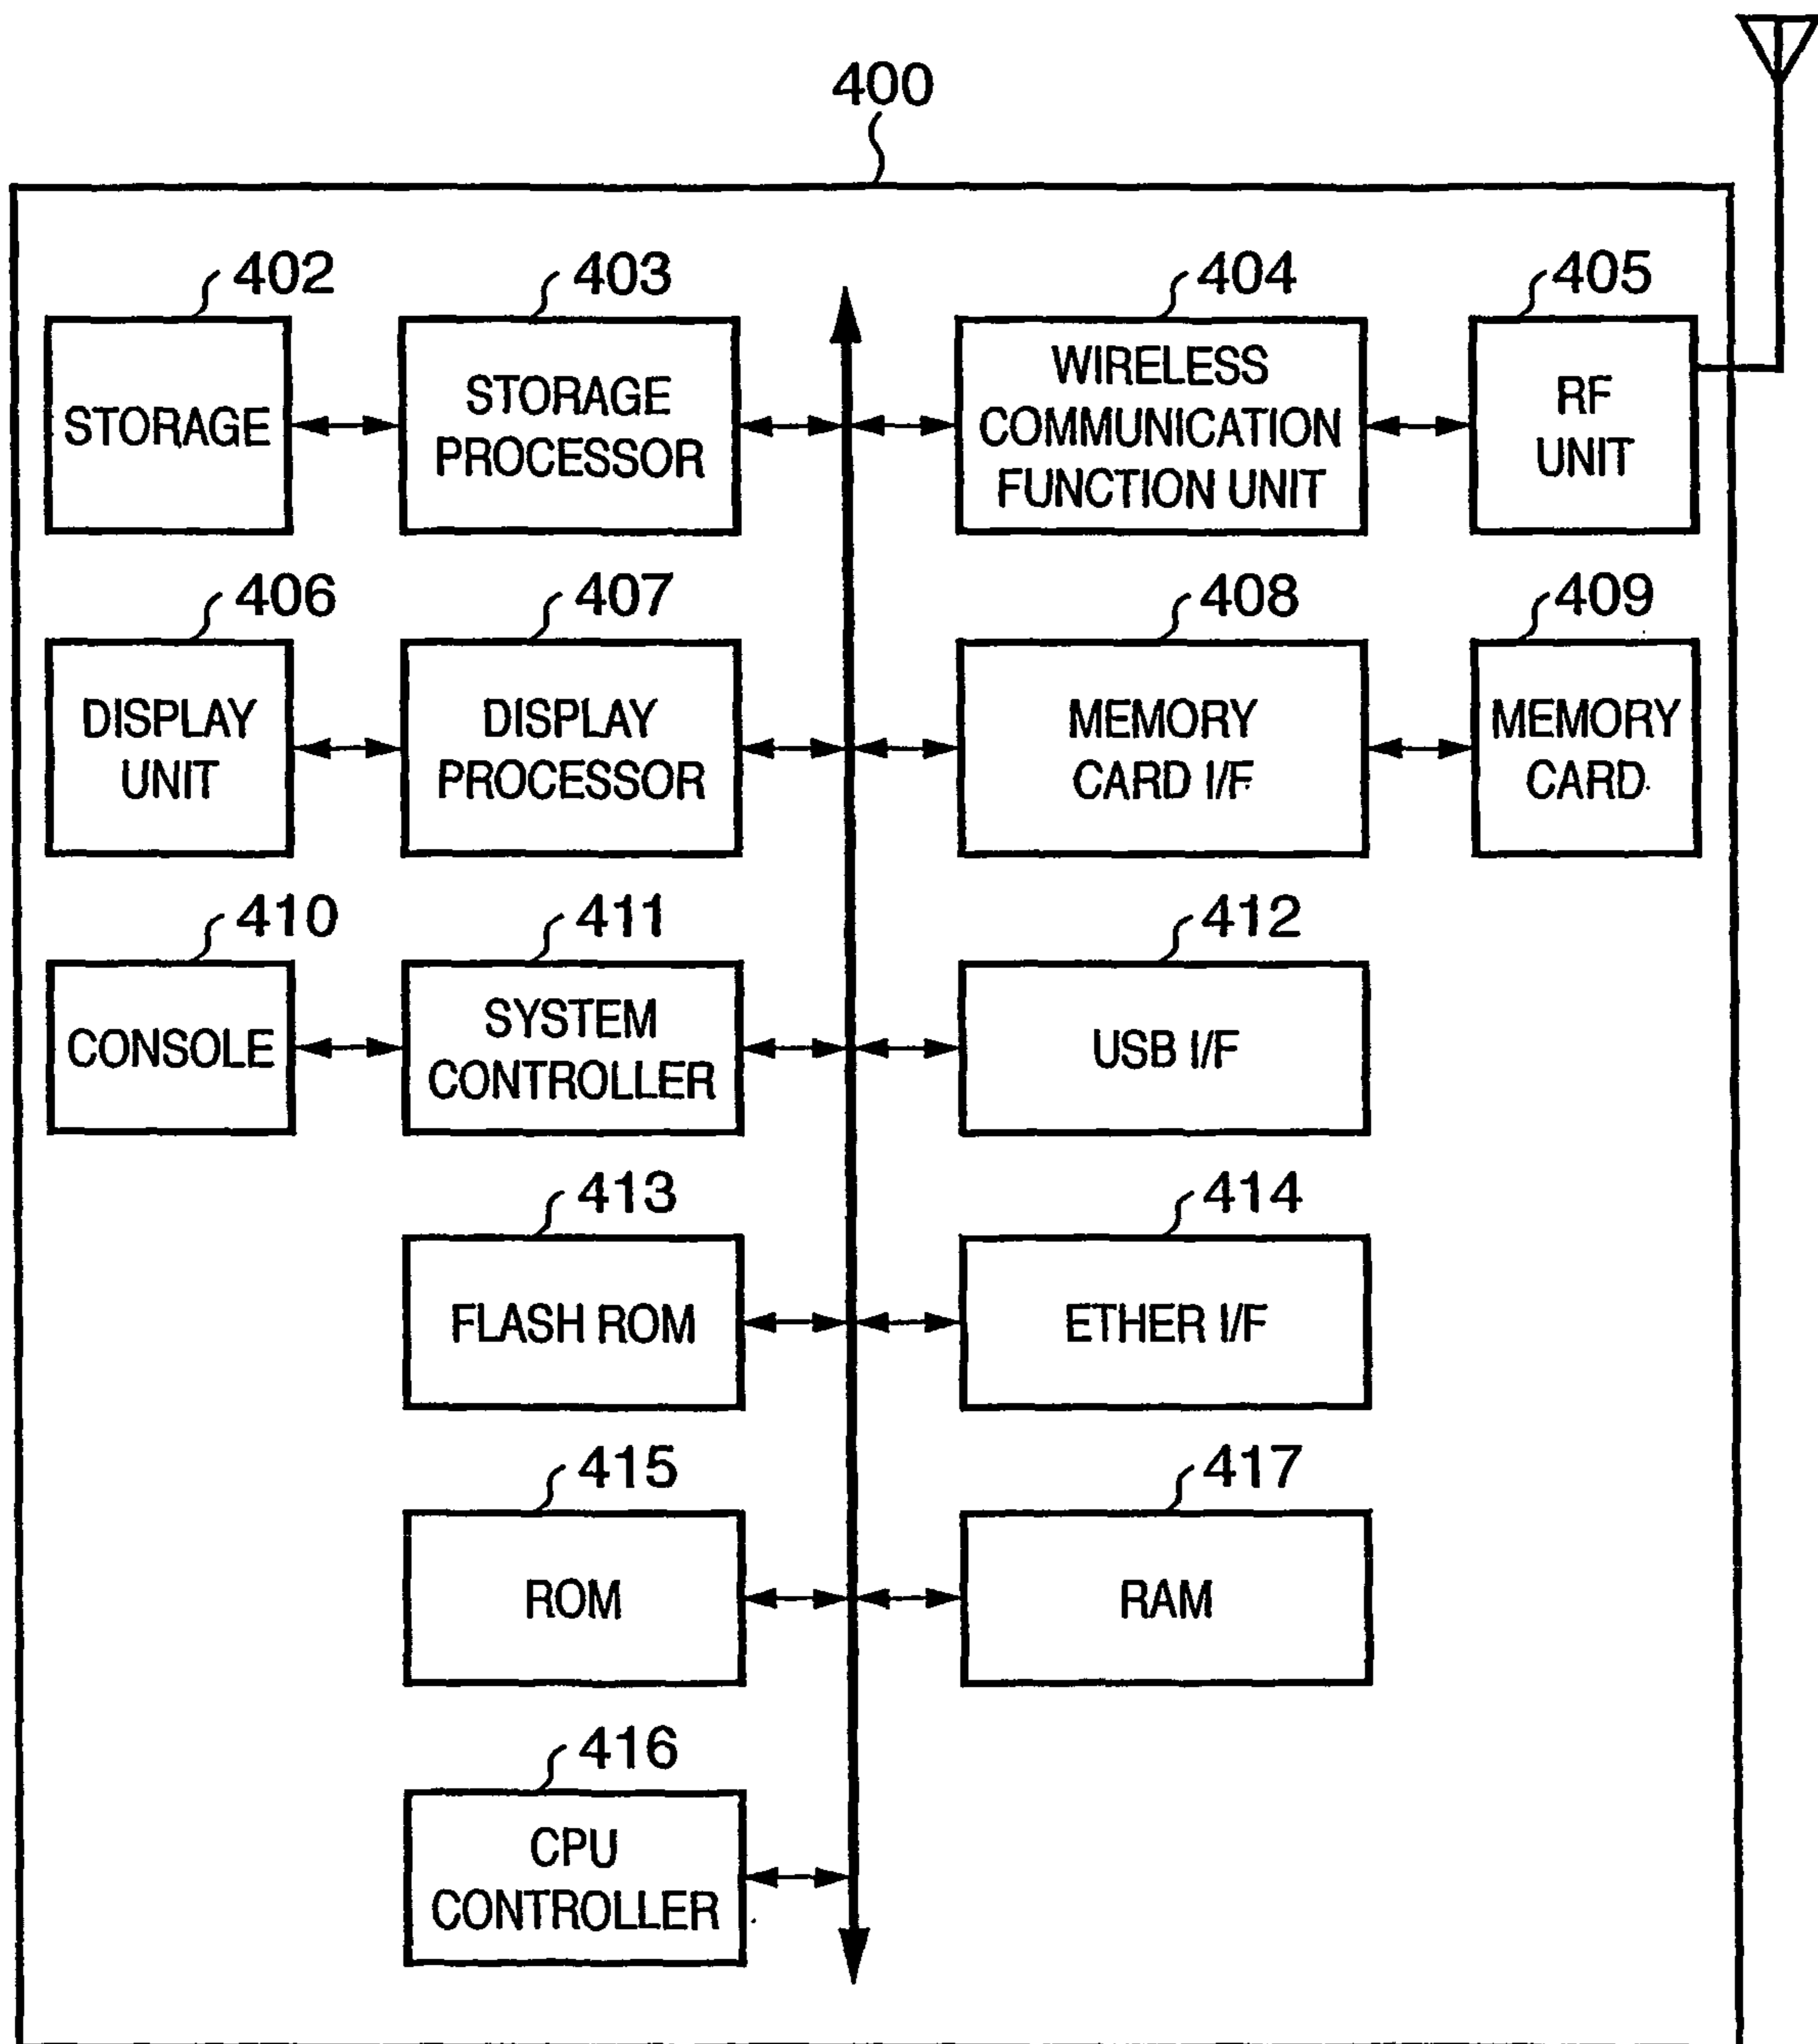 400
402
403
404
405
STORAGE
STORAGE
PROCESSOR
WIRELESS
COMMUNICATION
FUNCTION UNIT
RF
UNIT
406
407
408
409
DISPLAY
UNIT
DISPLAY
PROCESSOR
MEMORY
CARD I/F
MEMORY
CARD
410
411
412
CONSOLE
SYSTEM
CONTROLLER
USB I/F
413
414
FLASH ROM
ETHER I/F
415
417
ROM
RAM
416
CPU
CONTROLLER